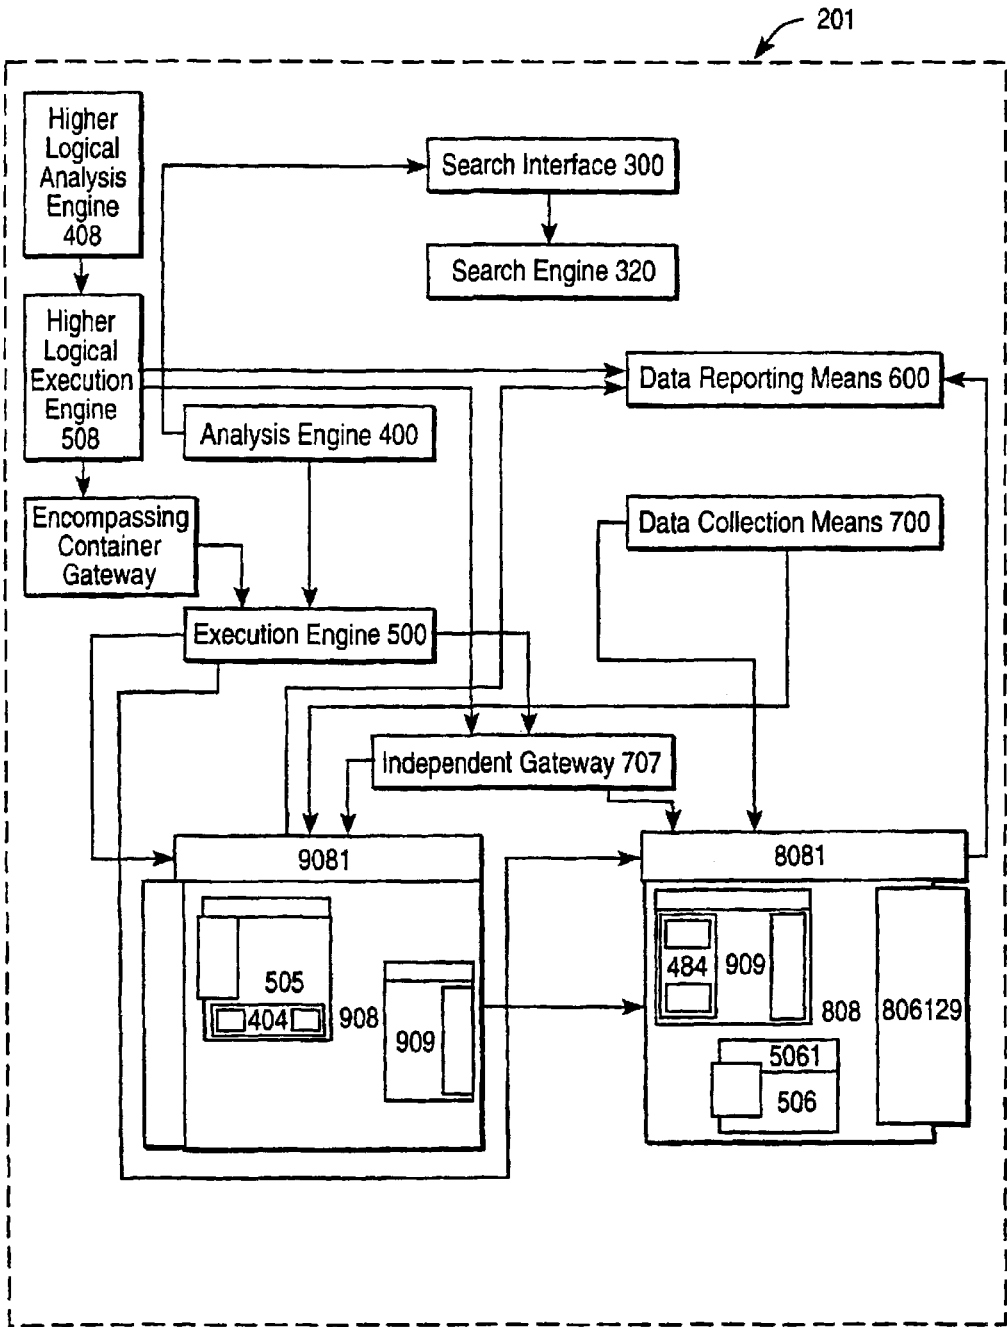 201
Higher
Logical
Analysis
Engine
408
Search Interface 300
Search Engine 320
Higher
Logical
Execution
Engine
508
Data Reporting Means 600
Analysis Engine 400
Encompassing
Container
Gateway
Data Collection Means 700
Execution Engine 500
Independent Gateway 707
9081
8081
505
404
908
909
484
909
808
806129
5061
506